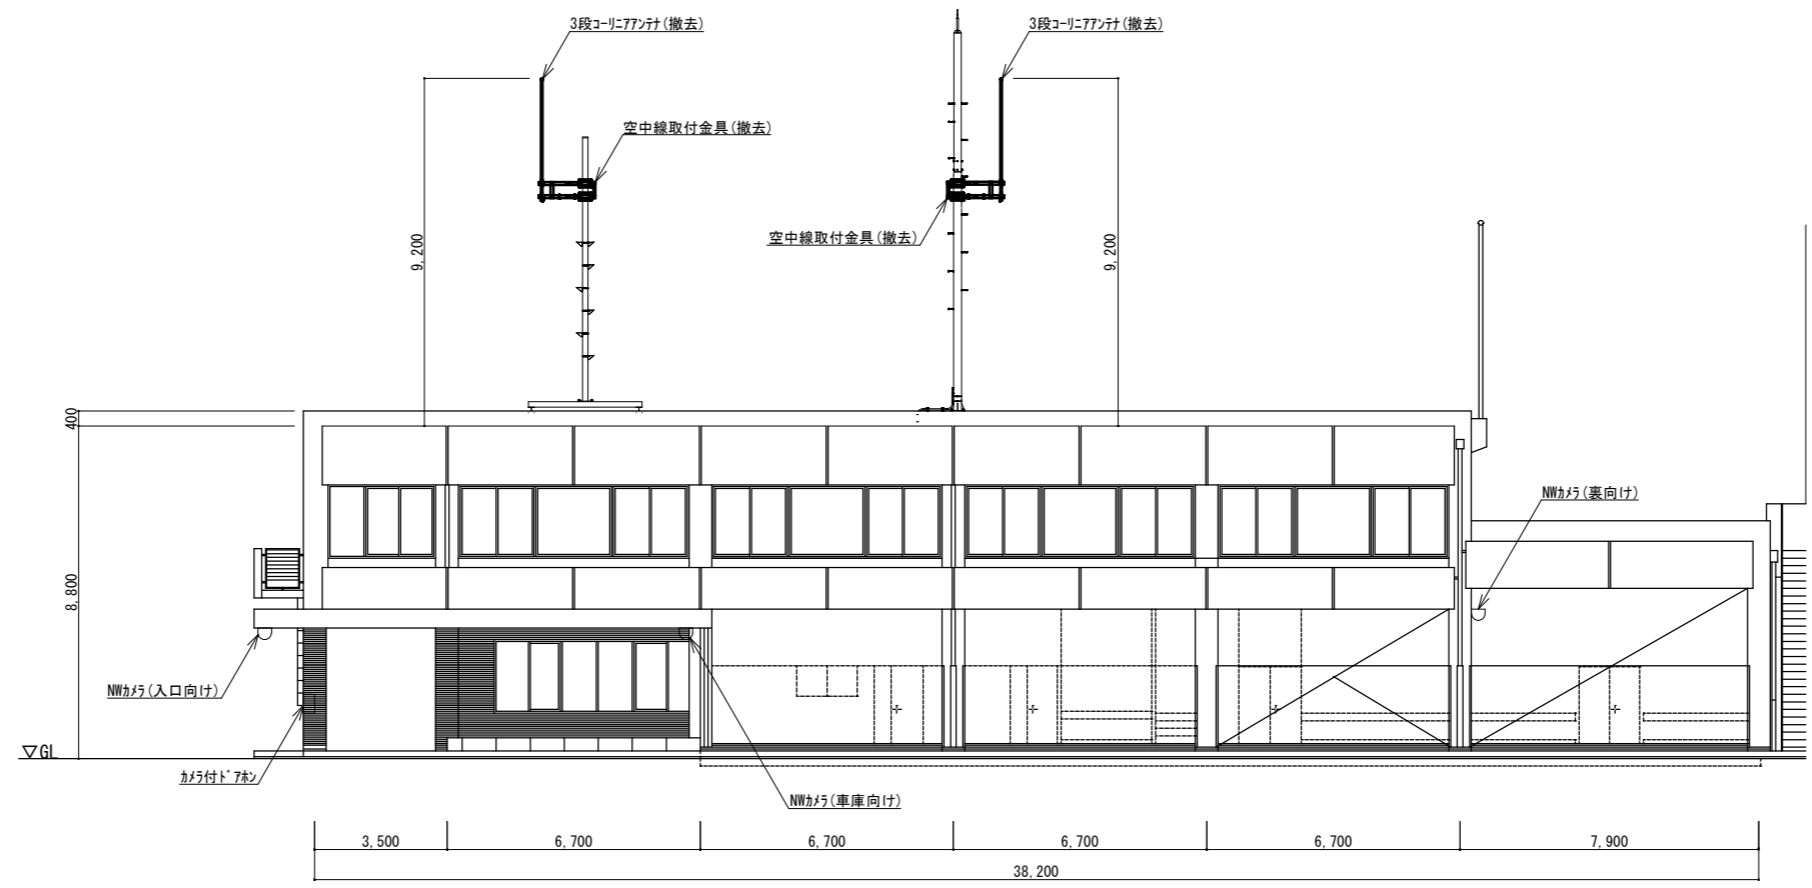 3段ｺｰﾘﾆｱｱﾝﾃﾅ(撤去)
3段ｺｰﾘﾆｱｱﾝﾃﾅ(撤去)
空中線取付金具(撤去)
空中線取付金具(撤去)
9,200
9,200
400
8,800
NWｶﾒﾗ(裏向け)
NWｶﾒﾗ(入口向け)
▽GL
ｶﾒﾗ付ﾄﾞｱﾎﾝ
NWｶﾒﾗ(車庫向け)
3,500
6,700
6,700
6,700
6,700
7,900
38,200